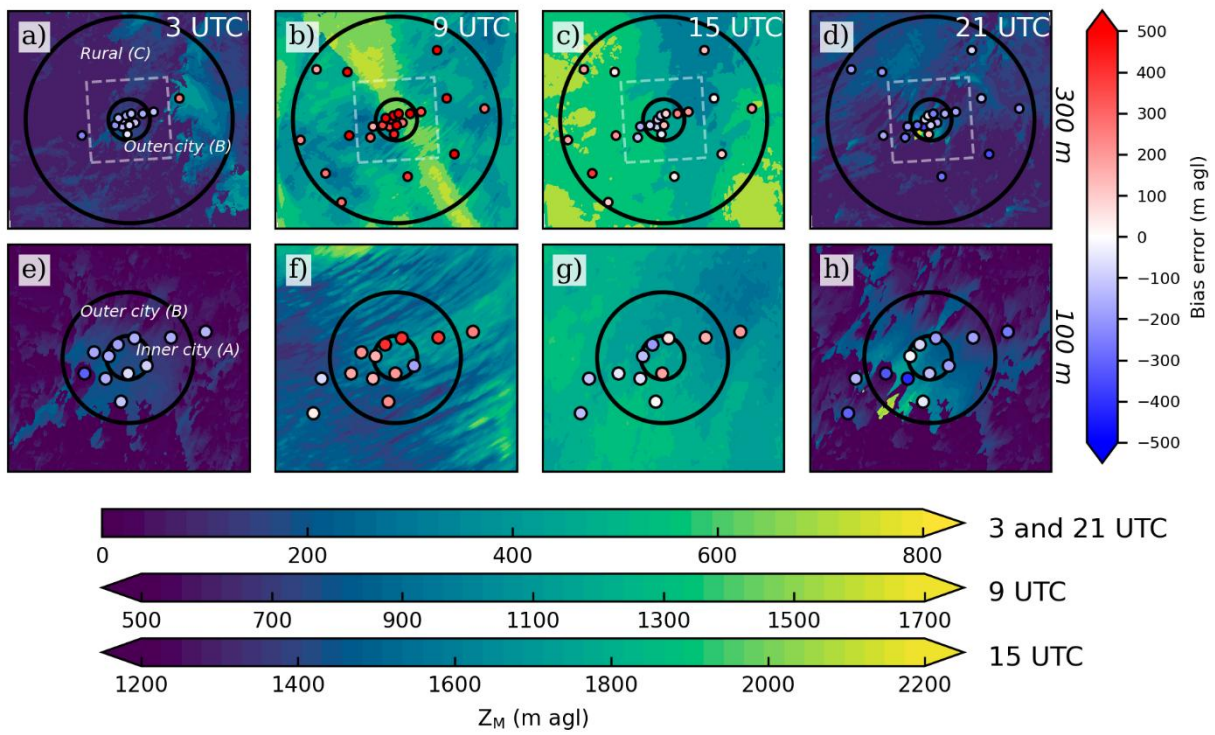 a) 3 UTC
Rural (C)
Outer city (B)
b) 9 UTC
c) 15 UTC
d) 21 UTC
300 m
e)
Outer city (B)
Inner city (A)
f)
g)
h)
100 m
500
400
300
200
100
0
−100
−200
−300
−400
−500
Bias error (m agl)
0 200 400 600 800
3 and 21 UTC
500 700 900 1100 1300 1500 1700
9 UTC
1200 1400 1600 1800 2000 2200
15 UTC
Z_M (m agl)